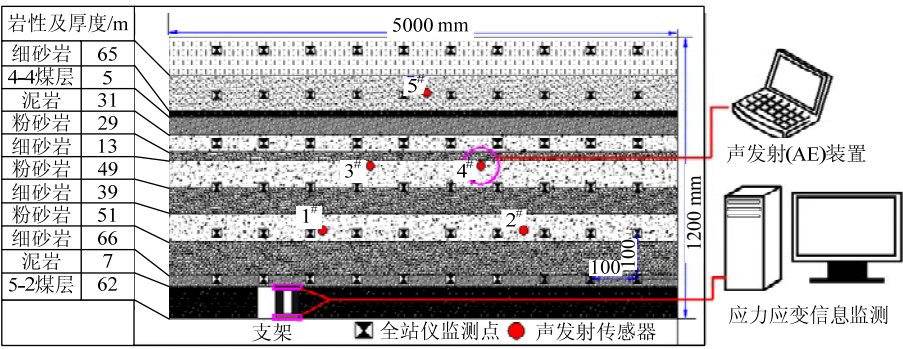 岩性及厚度/m
细砂岩 65
4-4煤层 5
泥岩 31
粉砂岩 29
细砂岩 13
粉砂岩 49
细砂岩 39
粉砂岩 51
细砂岩 66
泥岩 7
5-2煤层 62
5000 mm
5#
3#
4#
1#
2#
100
100
1200 mm
声发射(AE)装置
应力应变信息监测
支架
全站仪监测点
声发射传感器